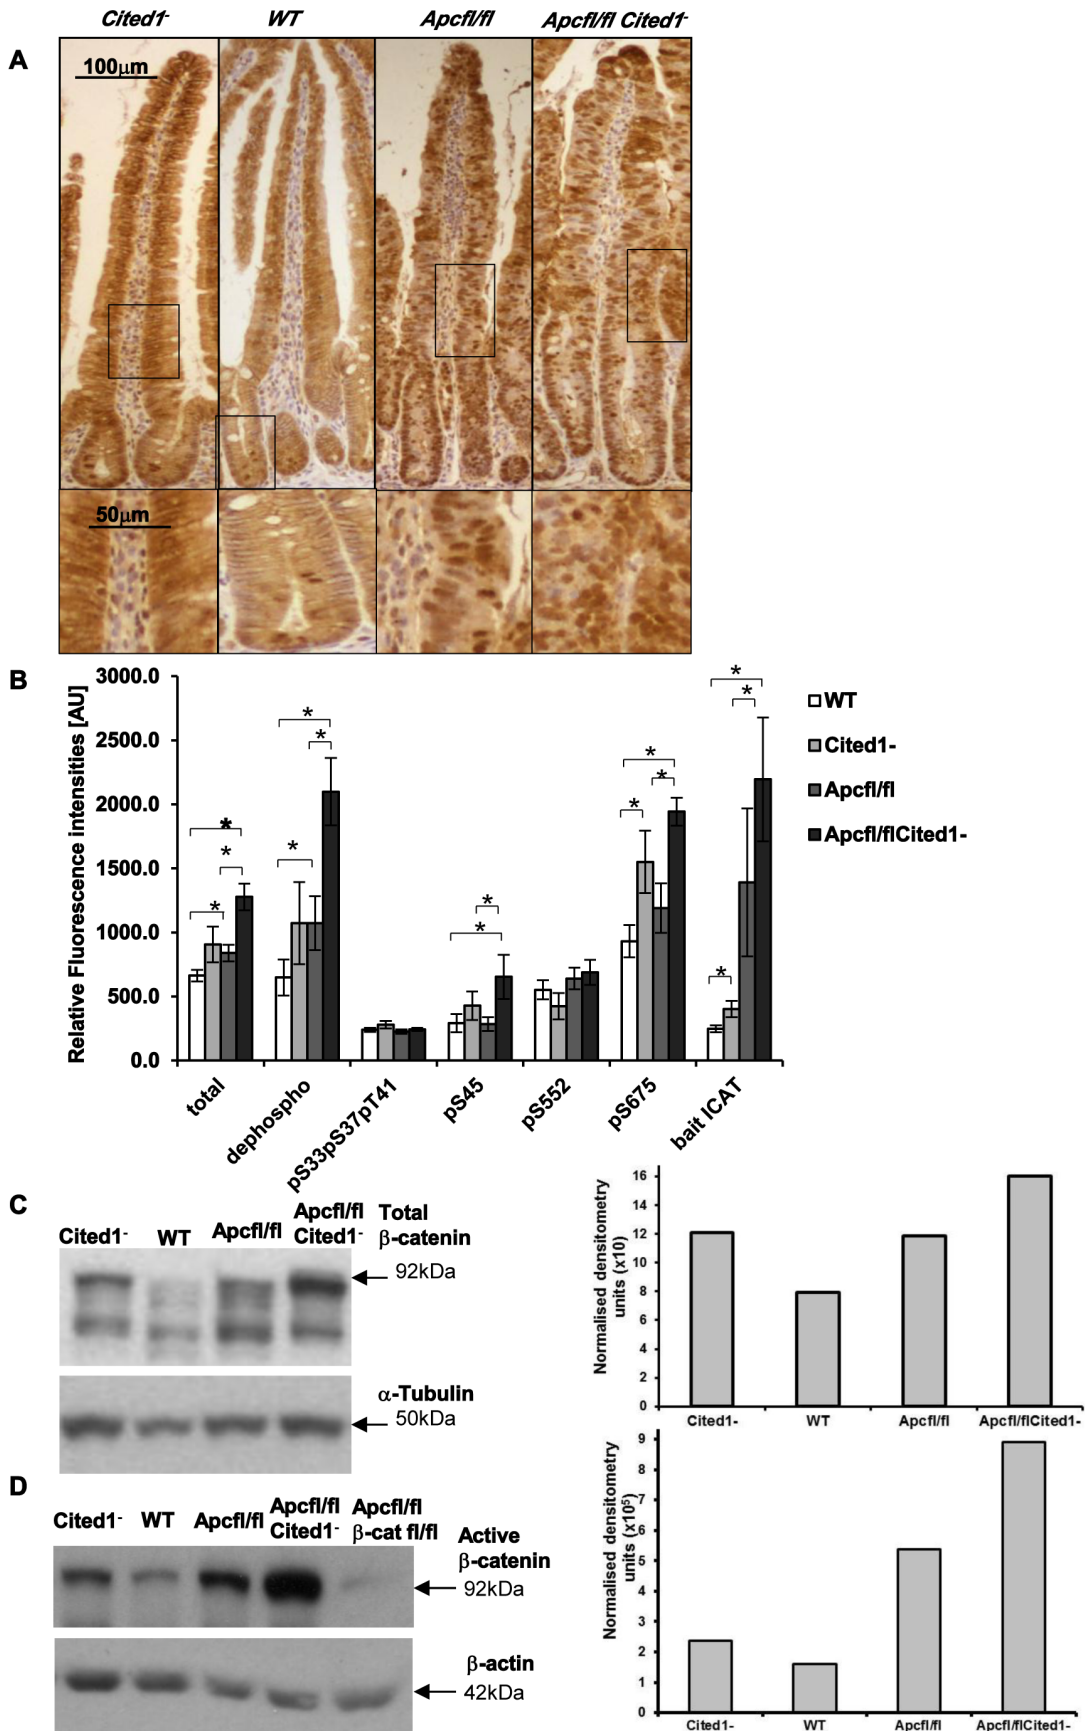 Cited1- WT Apcfl/fl Apcfl/fl Cited1-
A
100µm
50µm
B
Relative Fluorescence intensities [AU]
3000.0
2500.0
2000.0
1500.0
1000.0
500.0
0.0
* * * * * * * * * * * * * *
WT
Cited1-
Apcfl/fl
Apcfl/flCited1-
total dephospho pS33pS37pT41 pS45 pS552 pS675 bait ICAT
C
Cited1- WT Apcfl/fl Apcfl/fl
Cited1-
Total
β-catenin
92kDa
α-Tubulin
50kDa
Normalised densitometry
units (x10)
16
14
12
10
8
6
4
2
0
Cited1- WT Apcfl/fl Apcfl/flCited1-
D
Cited1- WT Apcfl/fl Apcfl/fl
Cited1-
Apcfl/fl
β-cat fl/fl
Active
β-catenin
92kDa
β-actin
42kDa
Normalised densitometry
units (x10⁵)
9
8
7
6
5
4
3
2
1
0
Cited1- WT Apcfl/fl Apcfl/flCited1-